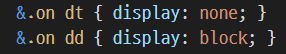 &.on dt { display: none; }
&.on dd { display: block; }